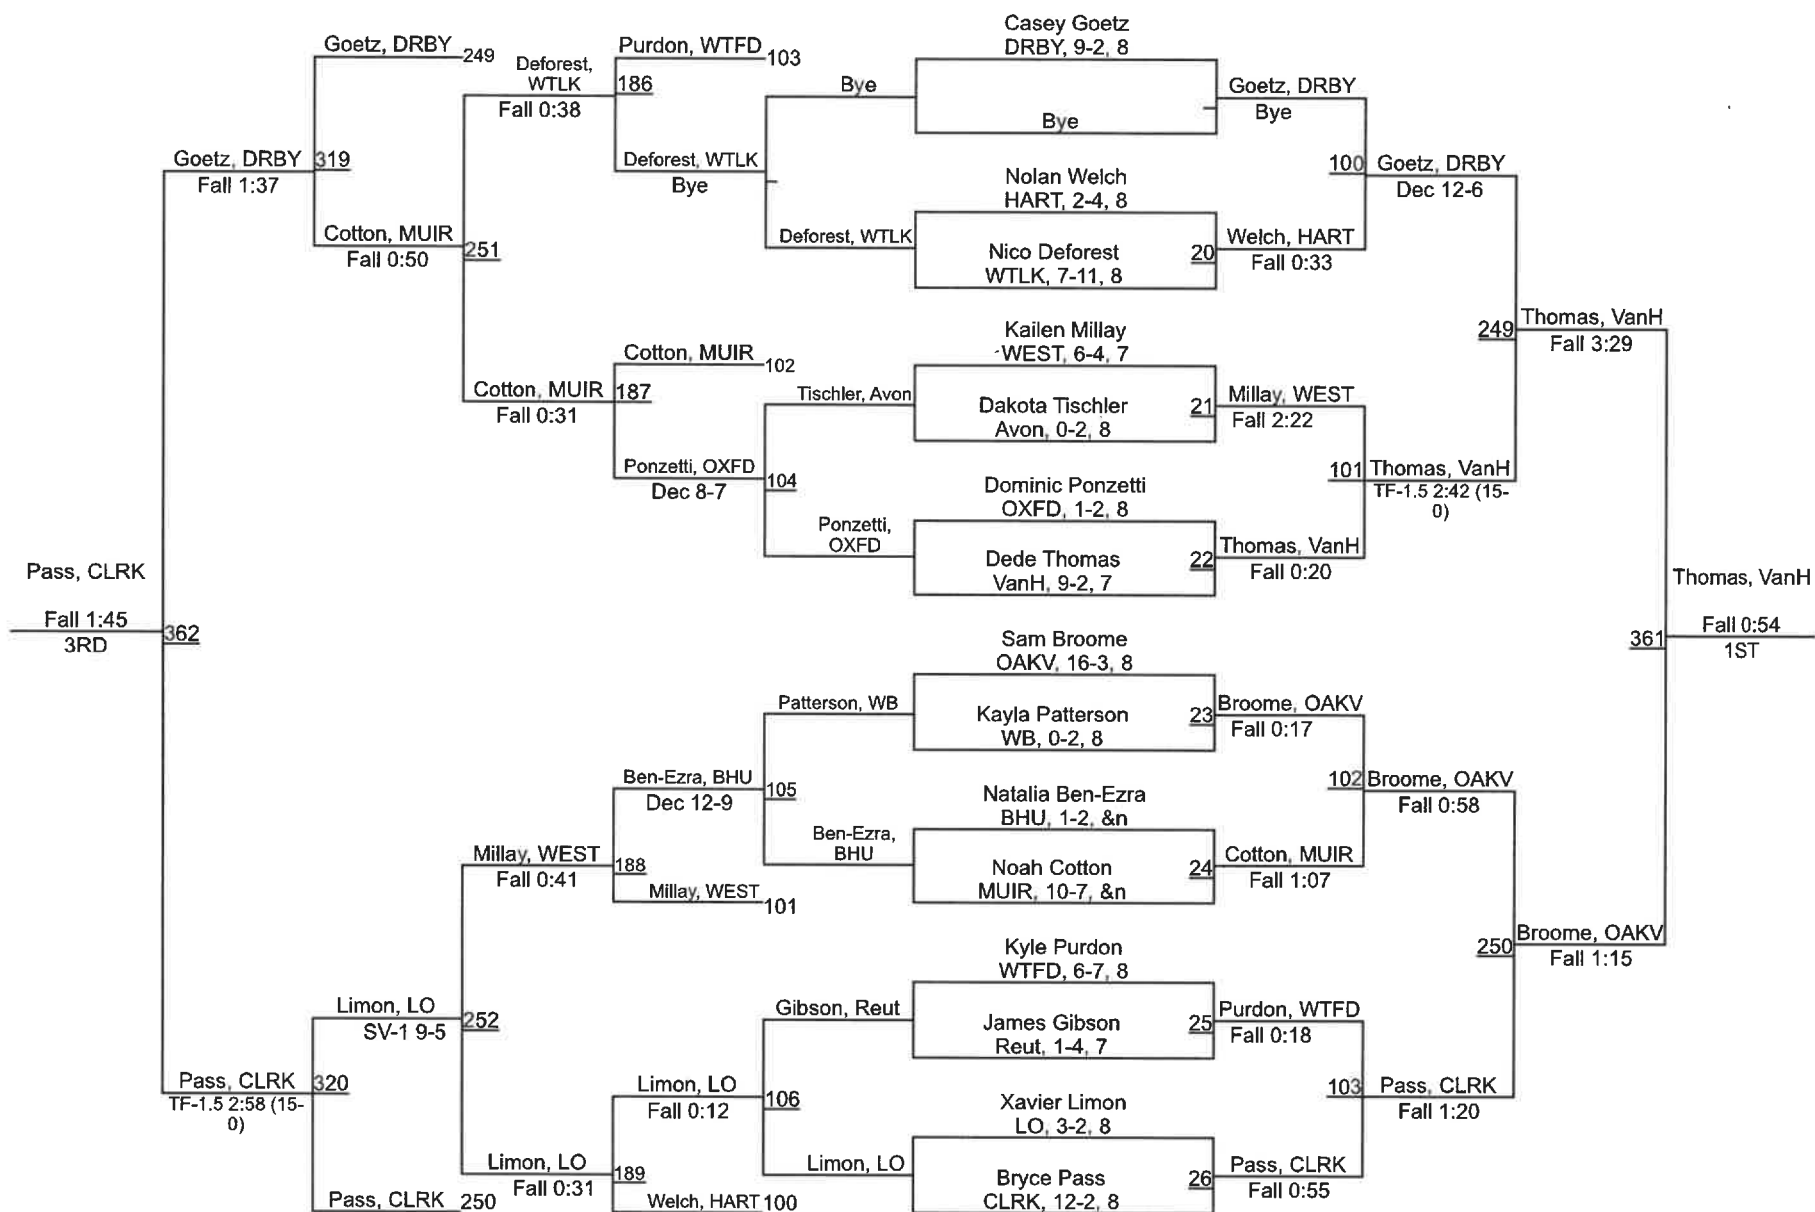 Casey Goetz
DRBY, 9-2, 8
Bye
Nolan Welch
HART, 2-4, 8
Nico Deforest
WTLK, 7-11, 8
20
Kailen Millay
WEST, 6-4, 7
Dakota Tischler
Avon, 0-2, 8
21
Dominic Ponzetti
OXFD, 1-2, 8
Dede Thomas
VanH, 9-2, 7
22
Sam Broome
OAKV, 16-3, 8
Kayla Patterson
WB, 0-2, 8
23
Natalia Ben-Ezra
BHU, 1-2, &n
Noah Cotton
MUIR, 10-7, &n
24
Kyle Purdon
WTFD, 6-7, 8
James Gibson
Reut, 1-4, 7
25
Xavier Limon
LO, 3-2, 8
Bryce Pass
CLRK, 12-2, 8
26
Goetz, DRBY
Bye
Welch, HART
Fall 0:33
Millay, WEST
Fall 2:22
Thomas, VanH
Fall 0:20
Broome, OAKV
Fall 0:17
Cotton, MUIR
Fall 1:07
Purdon, WTFD
Fall 0:18
Pass, CLRK
Fall 0:55
100
Goetz, DRBY
Dec 12-6
101
Thomas, VanH
TF-1.5 2:42 (15-
0)
102
Broome, OAKV
Fall 0:58
103
Pass, CLRK
Fall 1:20
249
Thomas, VanH
Fall 3:29
250
Broome, OAKV
Fall 1:15
361
Thomas, VanH
Fall 0:54
1ST
Bye
Deforest, WTLK
Tischler, Avon
Ponzetti,
OXFD
Patterson, WB
Ben-Ezra,
BHU
Gibson, Reut
Limon, LO
Purdon, WTFD
103
Deforest, WTLK
Bye
Cotton, MUIR
102
Ponzetti, OXFD
Dec 8-7
104
Ben-Ezra, BHU
Dec 12-9
105
Millay, WEST
101
Limon, LO
Fall 0:12
106
Welch, HART
100
Deforest,
WTLK
Fall 0:38
186
Cotton, MUIR
Fall 0:31
187
Millay, WEST
Fall 0:41
188
Limon, LO
Fall 0:31
189
Goetz, DRBY
249
Cotton, MUIR
Fall 0:50
251
Limon, LO
SV-1 9-5
252
Pass, CLRK
250
Goetz, DRBY
Fall 1:37
319
Pass, CLRK
TF-1.5 2:58 (15-
0)
320
Pass, CLRK
Fall 1:45
3RD
362